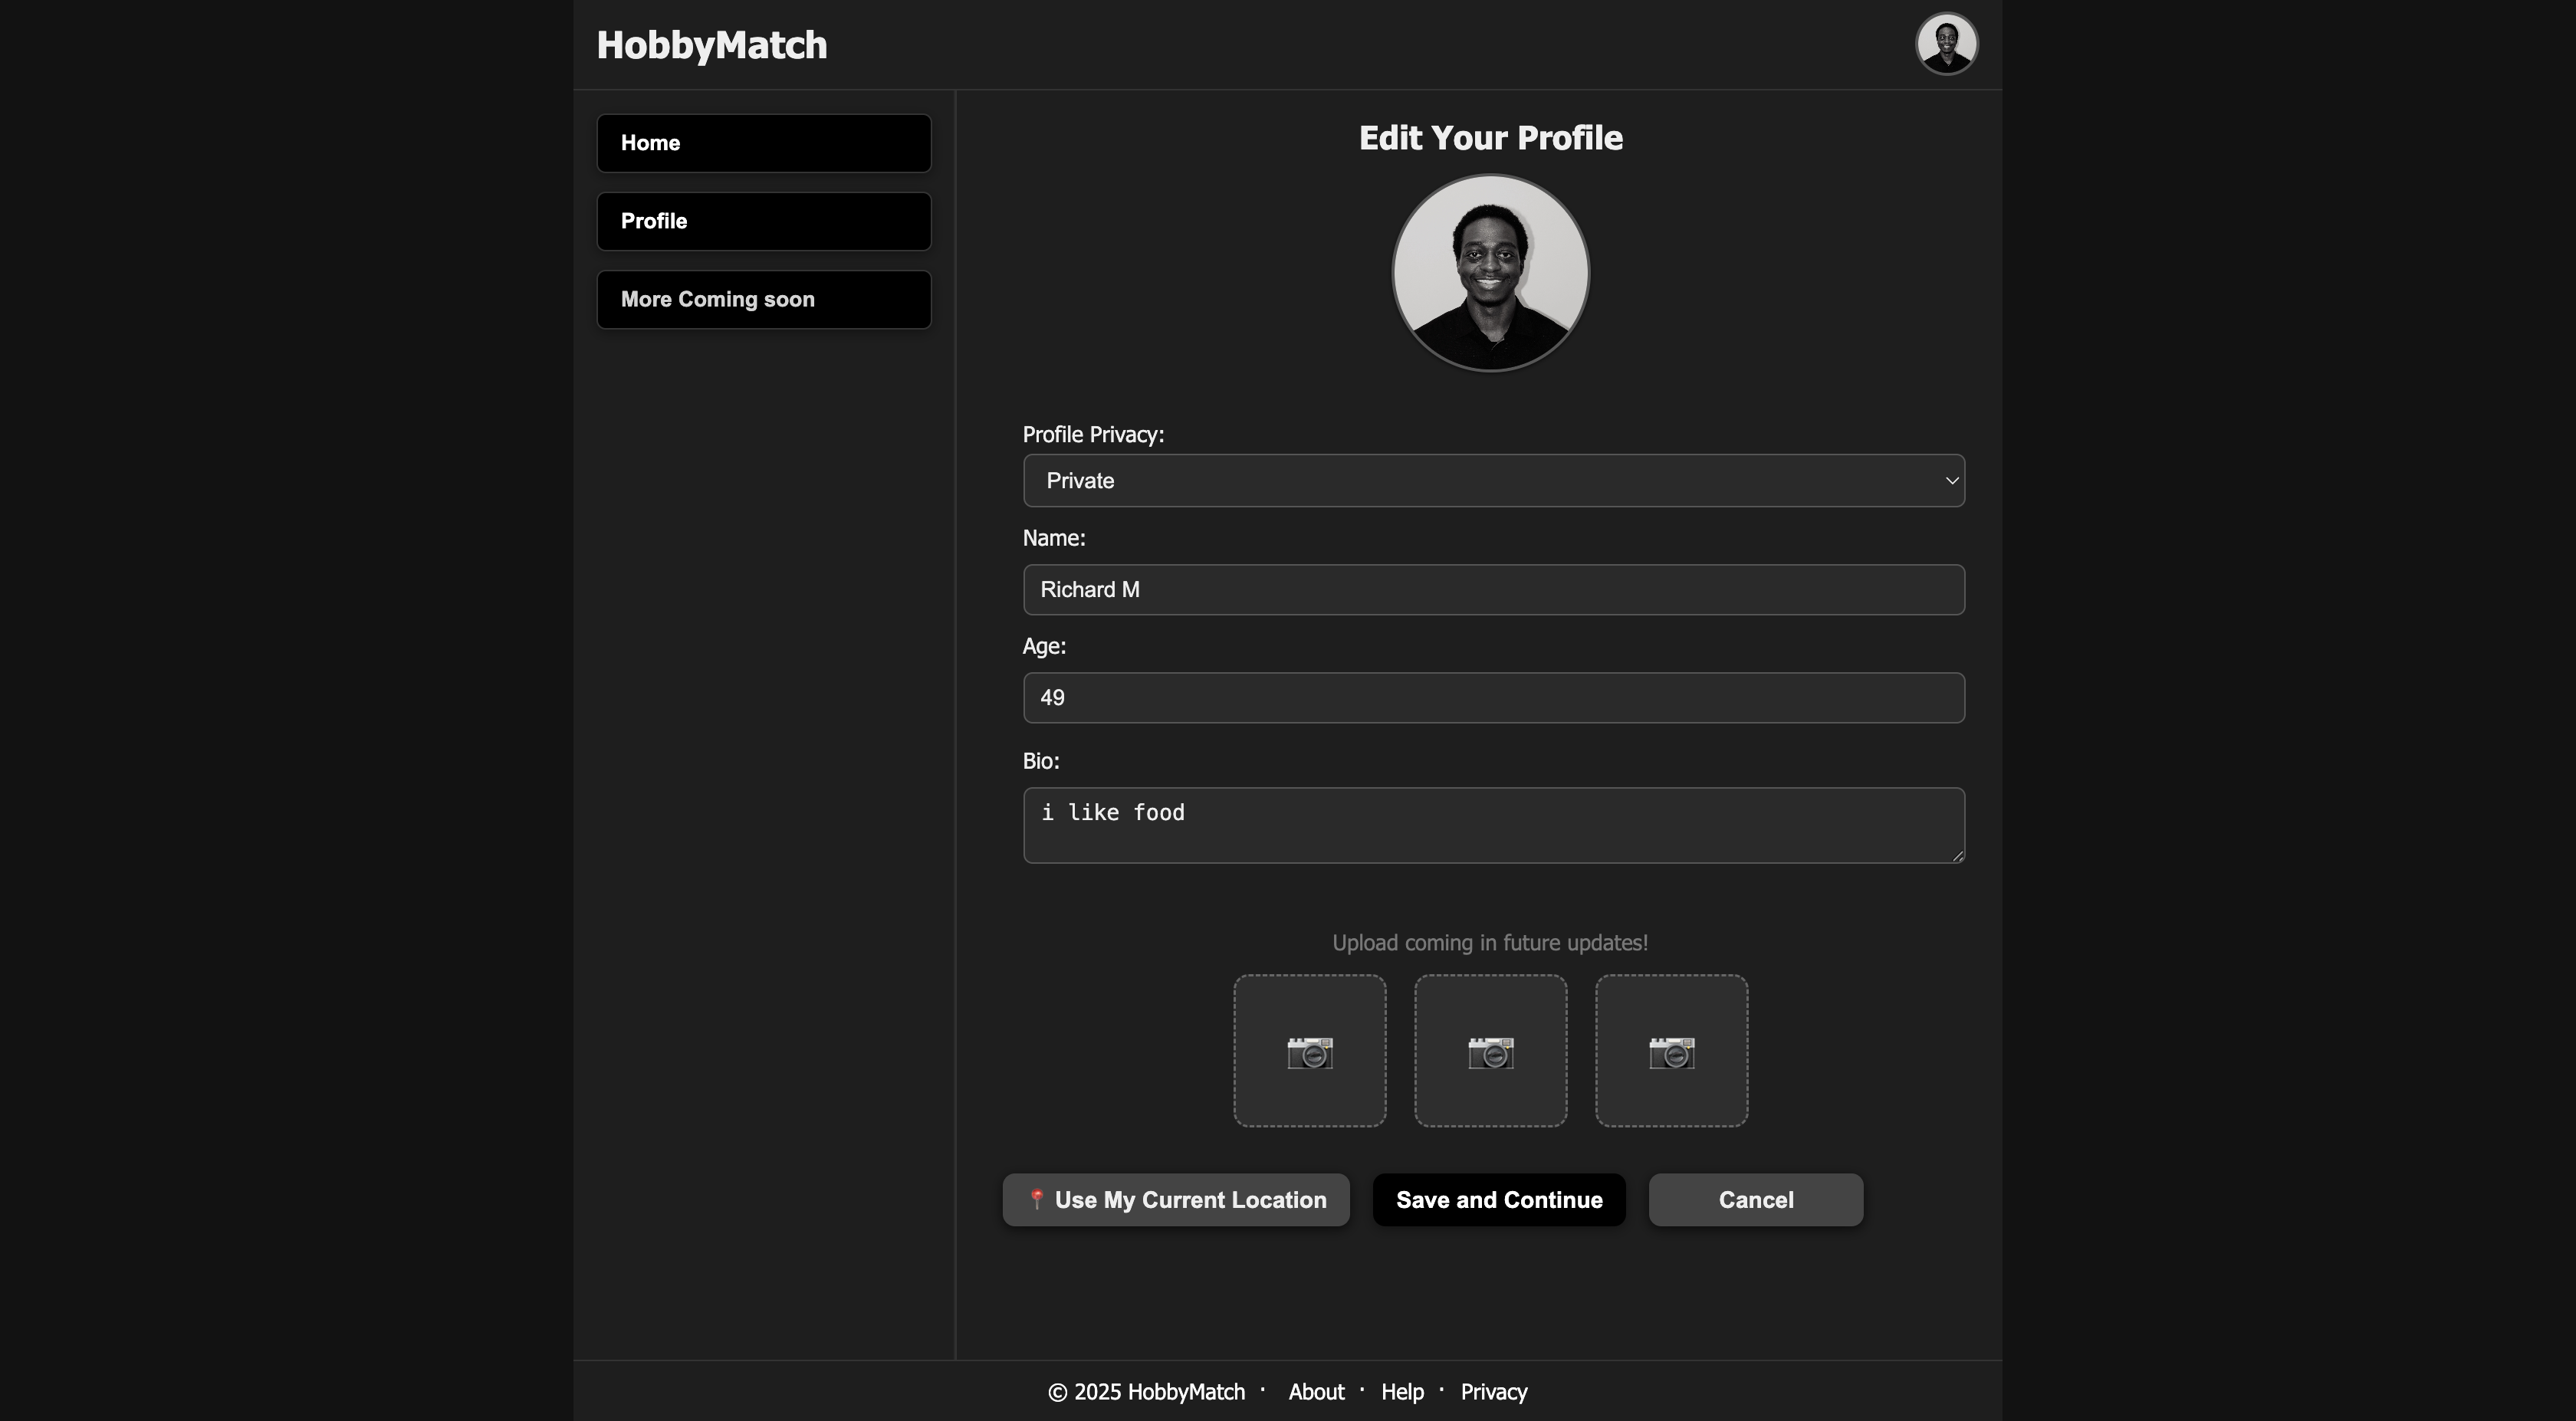 HobbyMatch
Home
Profile
More Coming soon
Edit Your Profile
Profile Privacy:
Private
Name:
Richard M
Age:
49
Bio:
i like food
Upload coming in future updates!
Use My Current Location
Save and Continue
Cancel
© 2025 HobbyMatch · About · Help · Privacy